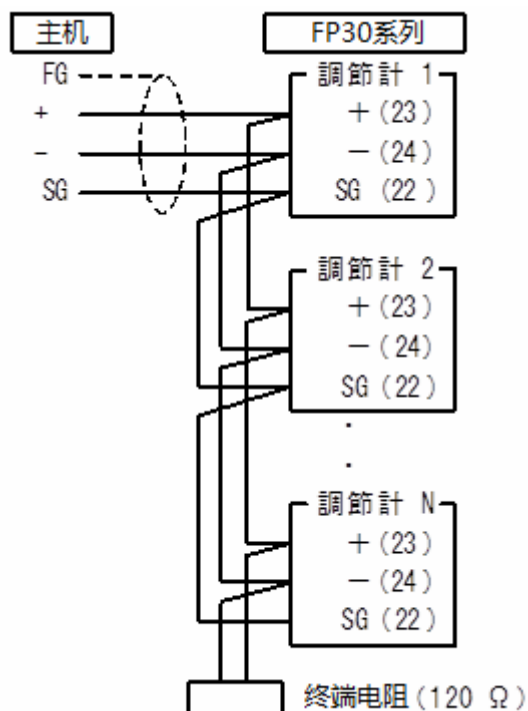 主机 FP30系列
FG 調節計 1
+ +(23)
- -(24)
SG SG(22)
調節計 2
+(23)
-(24)
SG(22)
調節計 N
+(23)
-(24)
SG(22)
终端电阻(120 Ω)